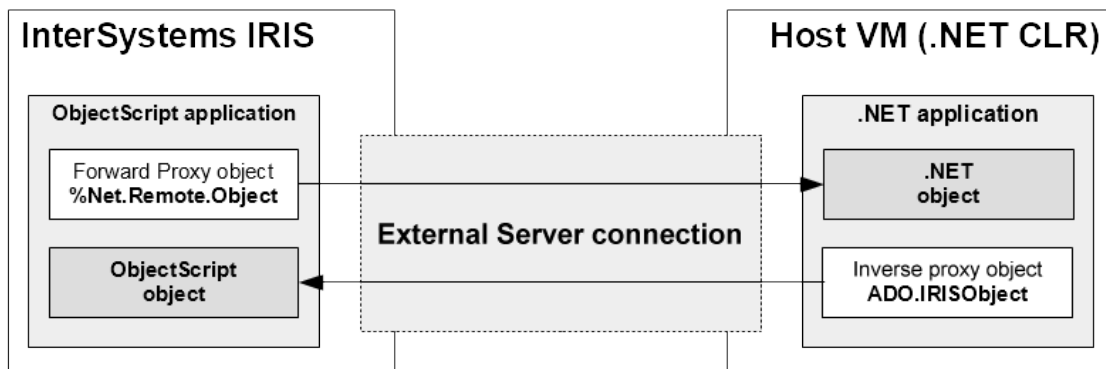 InterSystems IRIS
Host VM (.NET CLR)
ObjectScript application
.NET application
Forward Proxy object
%Net.Remote.Object
.NET
object
External Server connection
ObjectScript
object
Inverse proxy object
ADO.IRISObject